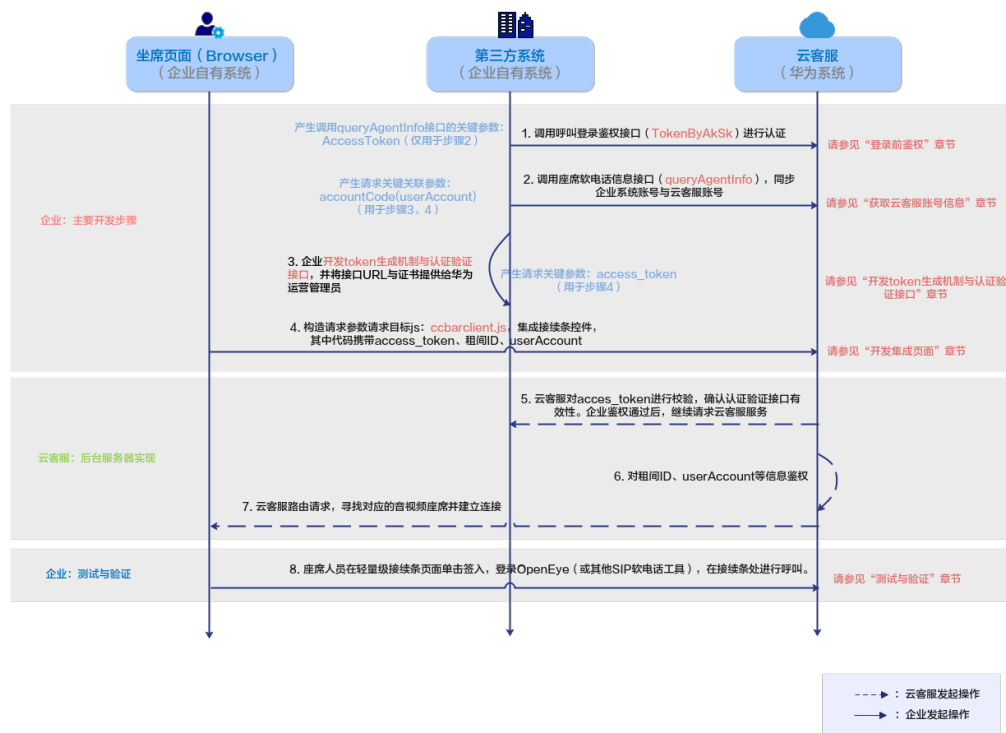 坐席页面（Browser）
（企业自有系统）
第三方系统
（企业自有系统）
云客服
（华为系统）
产生调用queryAgentInfo接口的关键参数：
AccessToken（仅用于步骤2）
1. 调用呼叫登录鉴权接口（TokenByAkSk）进行认证
请参见“登录前鉴权”章节
产生请求关键关联参数：
accountCode(userAccount)
（用于步骤3、4）
2. 调用座席软电话信息接口（queryAgentInfo），同步
企业系统账号与云客服账号
请参见“获取云客服账号信息”章节
企业：主要开发步骤
3. 企业开发token生成机制与认证验证
接口，并将接口URL与证书提供给华为
运营管理员
产生请求关键参数：access_token
（用于步骤4）
请参见“开发token生成机制与认证验
证接口”章节
4. 构造请求参数请求目标js：ccbarclient.js，集成接续条控件，
其中代码携带access_token、租间ID、userAccount
请参见“开发集成页面”章节
5. 云客服对acces_token进行校验，确认认证验证接口有
效性。企业鉴权通过后，继续请求云客服服务
云客服：后台服务器实现
6. 对租间ID、userAccount等信息鉴权
7. 云客服路由请求，寻找对应的音视频座席并建立连接
企业：测试与验证
8. 座席人员在轻量级接续条页面单击签入，登录OpenEye（或其他SIP软电话工具），在接续条处进行呼叫。
请参见“测试与验证”章节
：云客服发起操作
：企业发起操作